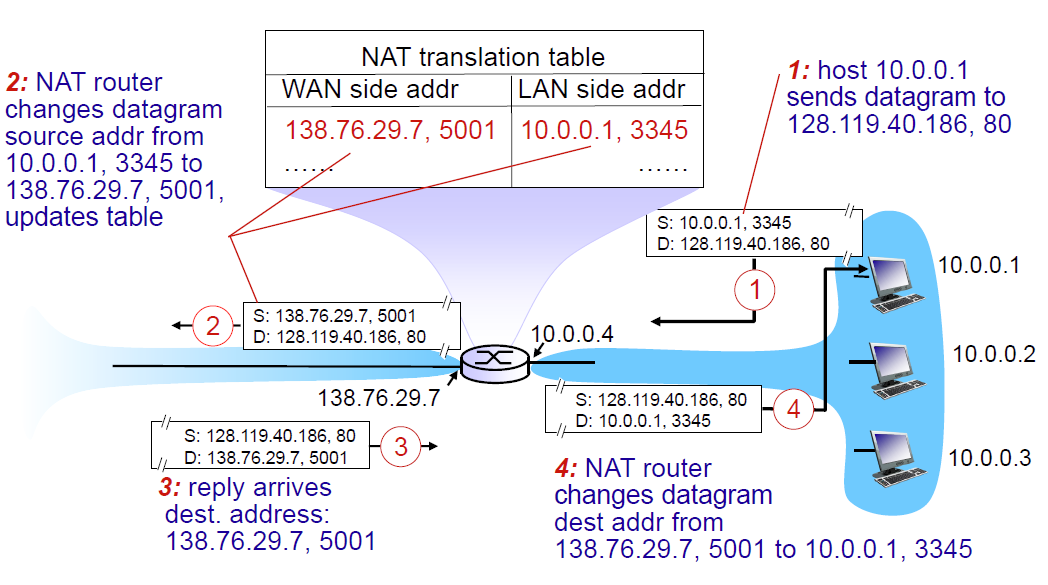 NAT translation table
WAN side addr LAN side addr
138.76.29.7, 5001 10.0.0.1, 3345
…… ……
2: NAT router
changes datagram
source addr from
10.0.0.1, 3345 to
138.76.29.7, 5001,
updates table
1: host 10.0.0.1
sends datagram to
128.119.40.186, 80
S: 10.0.0.1, 3345
D: 128.119.40.186, 80
1
10.0.0.1
10.0.0.2
10.0.0.3
2
S: 138.76.29.7, 5001
D: 128.119.40.186, 80
10.0.0.4
138.76.29.7
S: 128.119.40.186, 80
D: 10.0.0.1, 3345
4
S: 128.119.40.186, 80
D: 138.76.29.7, 5001
3
3: reply arrives
dest. address:
138.76.29.7, 5001
4: NAT router
changes datagram
dest addr from
138.76.29.7, 5001 to 10.0.0.1, 3345